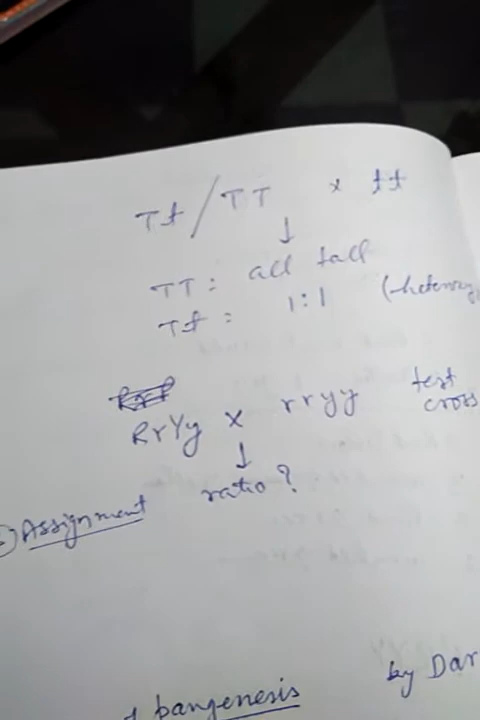 Tt / TT x tt
↓
TT : all tall
Tt : 1:1
RrYy x rryy test cross
↓
ratio?
Assignment
pangenesis by Dar